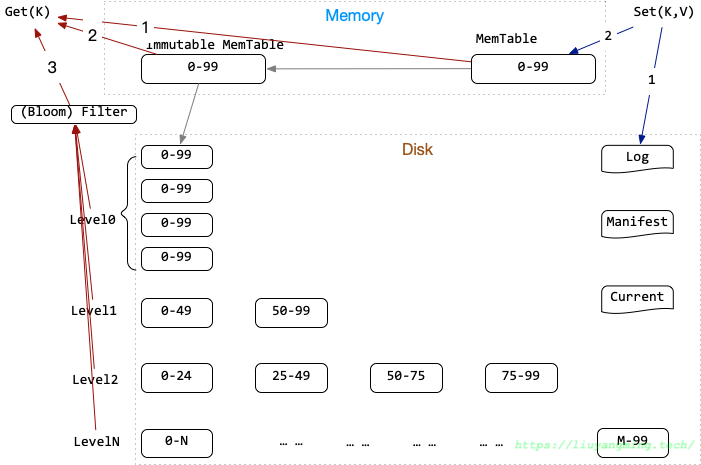 Get(K)
1
Memory
Set(K,V)
2
2
Immutable MemTable
MemTable
3
0-99
0-99
1
(Bloom) Filter
Disk
0-99
Log
0-99
Level0
0-99
Manifest
0-99
Level1
0-49
50-99
Current
Level2
0-24
25-49
50-75
75-99
LevelN
0-N
… …
… …
… …
… …
M-99
https://liuyangming.tech/